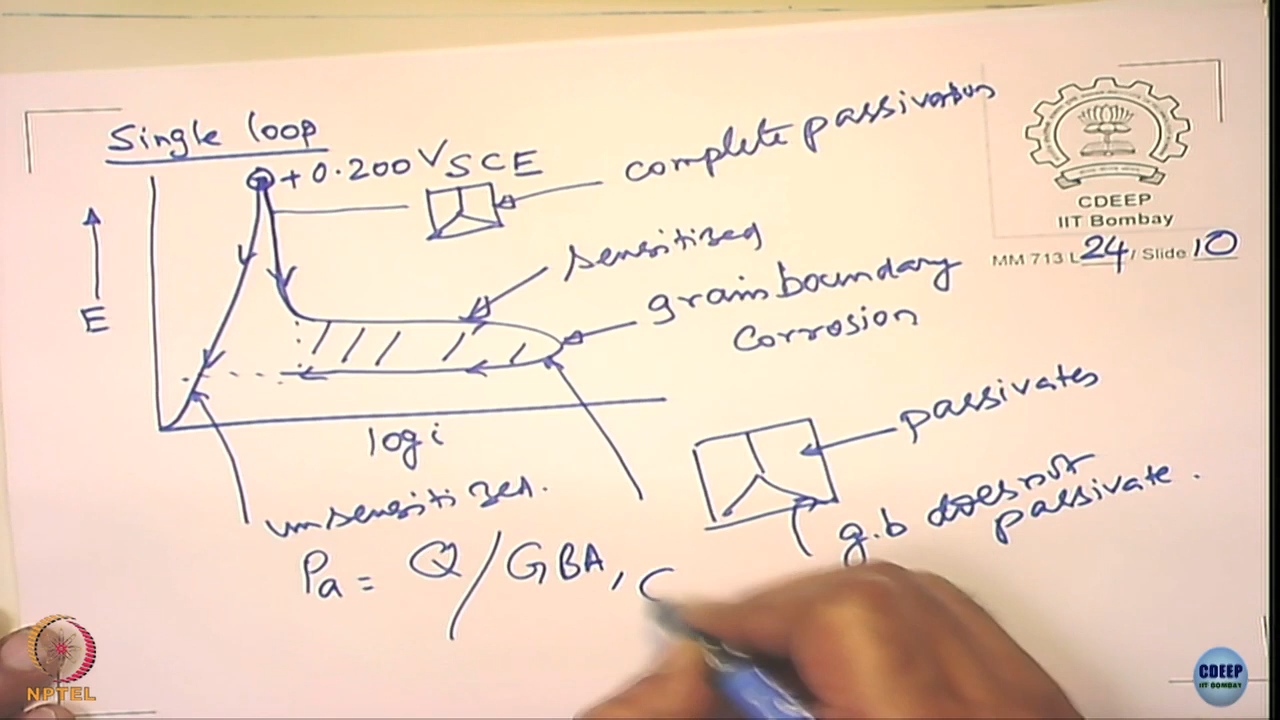 Single loop
+ 0.200 V SCE
complete passivation
CDEEP
IIT Bombay
MM 713 L 24 / Slide 10
sensitized
grain boundary
corrosion
E
log i
passivates
unsensitized.
g.b does not
passivate.
Pa = Q / GBA, C
NPTEL
CDEEP
IIT BOMBAY